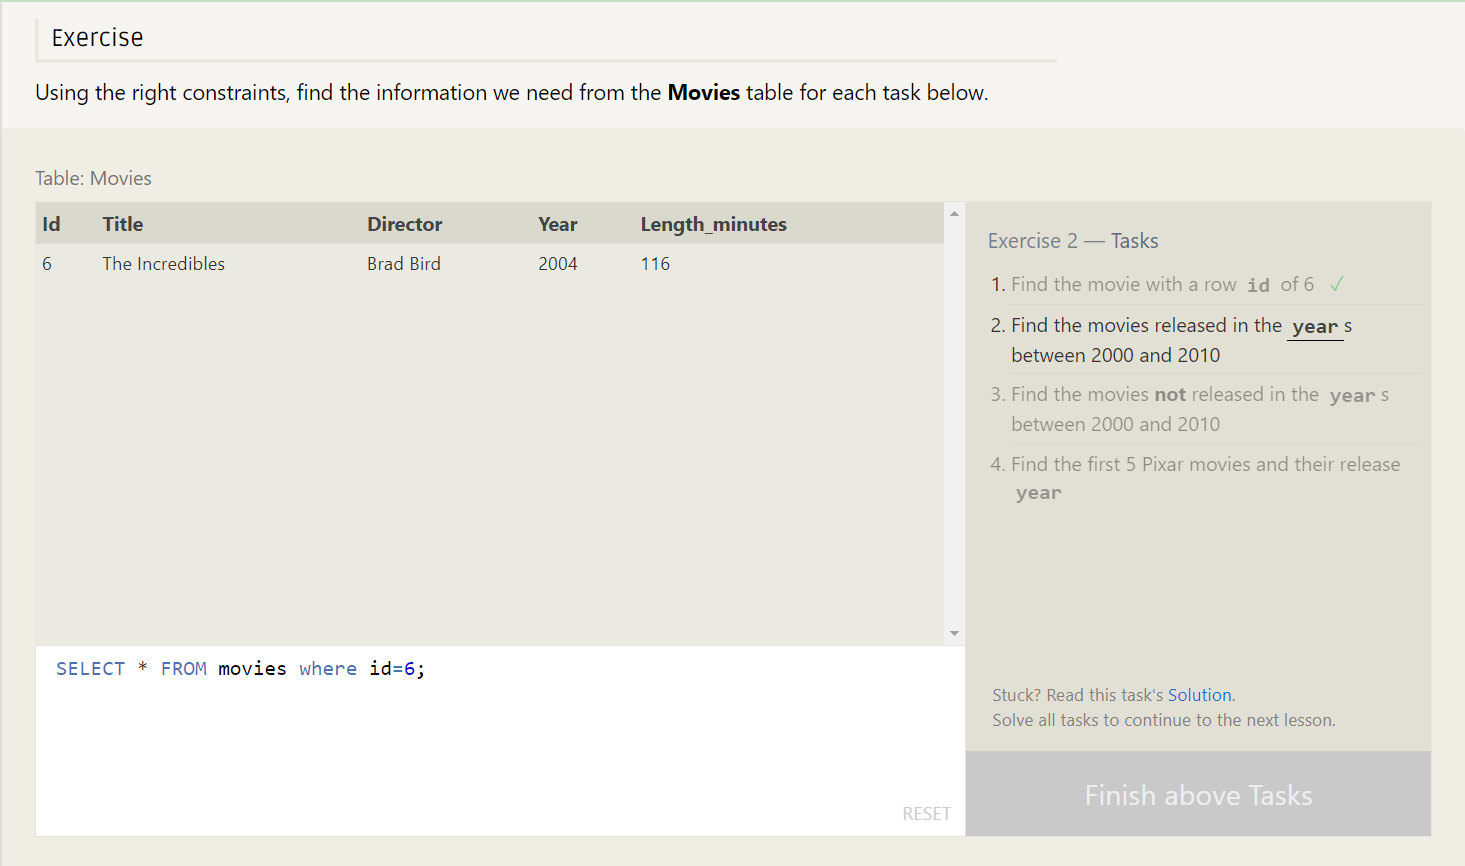 Exercise
Using the right constraints, find the information we need from the Movies table for each task below.
Table: Movies
Id Title Director Year Length_minutes
6 The Incredibles Brad Bird 2004 116
SELECT * FROM movies where id=6;
RESET
Exercise 2 — Tasks
1. Find the movie with a row id of 6 ✓
2. Find the movies released in the year s
between 2000 and 2010
3. Find the movies not released in the year s
between 2000 and 2010
4. Find the first 5 Pixar movies and their release
year
Stuck? Read this task's Solution.
Solve all tasks to continue to the next lesson.
Finish above Tasks